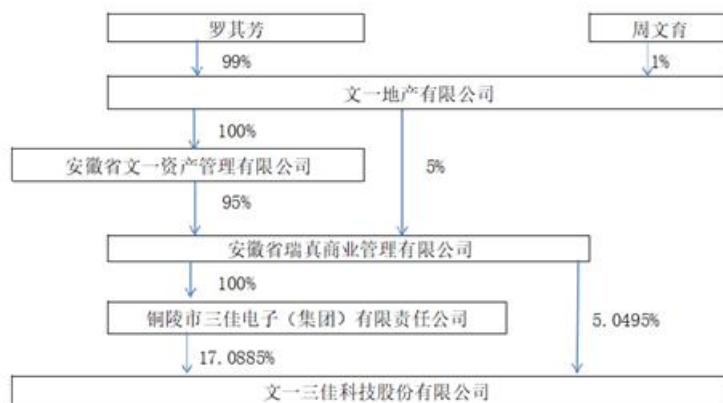 罗其芳
周文育
99%
1%
文一地产有限公司
100%
5%
安徽省文一资产管理有限公司
95%
安徽省瑞真商业管理有限公司
100%
5.0495%
铜陵市三佳电子（集团）有限责任公司
17.0885%
文一三佳科技股份有限公司